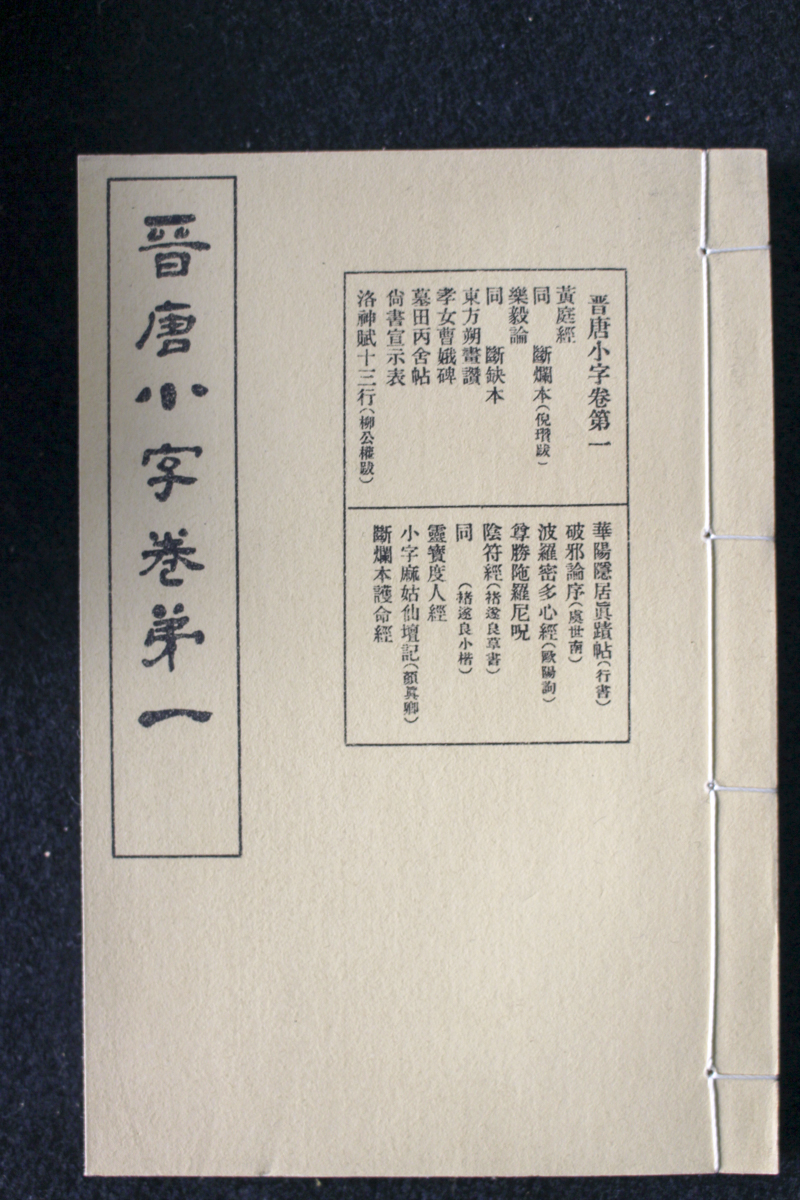 晋唐小字卷第一
黃庭經
同　斷爛本(倪瓚跋)
樂毅論
同　斷缺本
東方朔畫讚
孝女曹娥碑
墓田丙舍帖
尙書宣示表
洛神賦十三行(柳公權跋)
華陽隱居眞蹟帖(行書)
破邪論序(虞世南)
波羅密多心經(歐陽詢)
尊勝陁羅尼呪
陰符經(褚遂良草書)
同　(褚遂良小楷)
靈寶度人經
小字麻姑仙壇記(顏眞卿)
斷爛本護命經
晋唐小字卷弟一